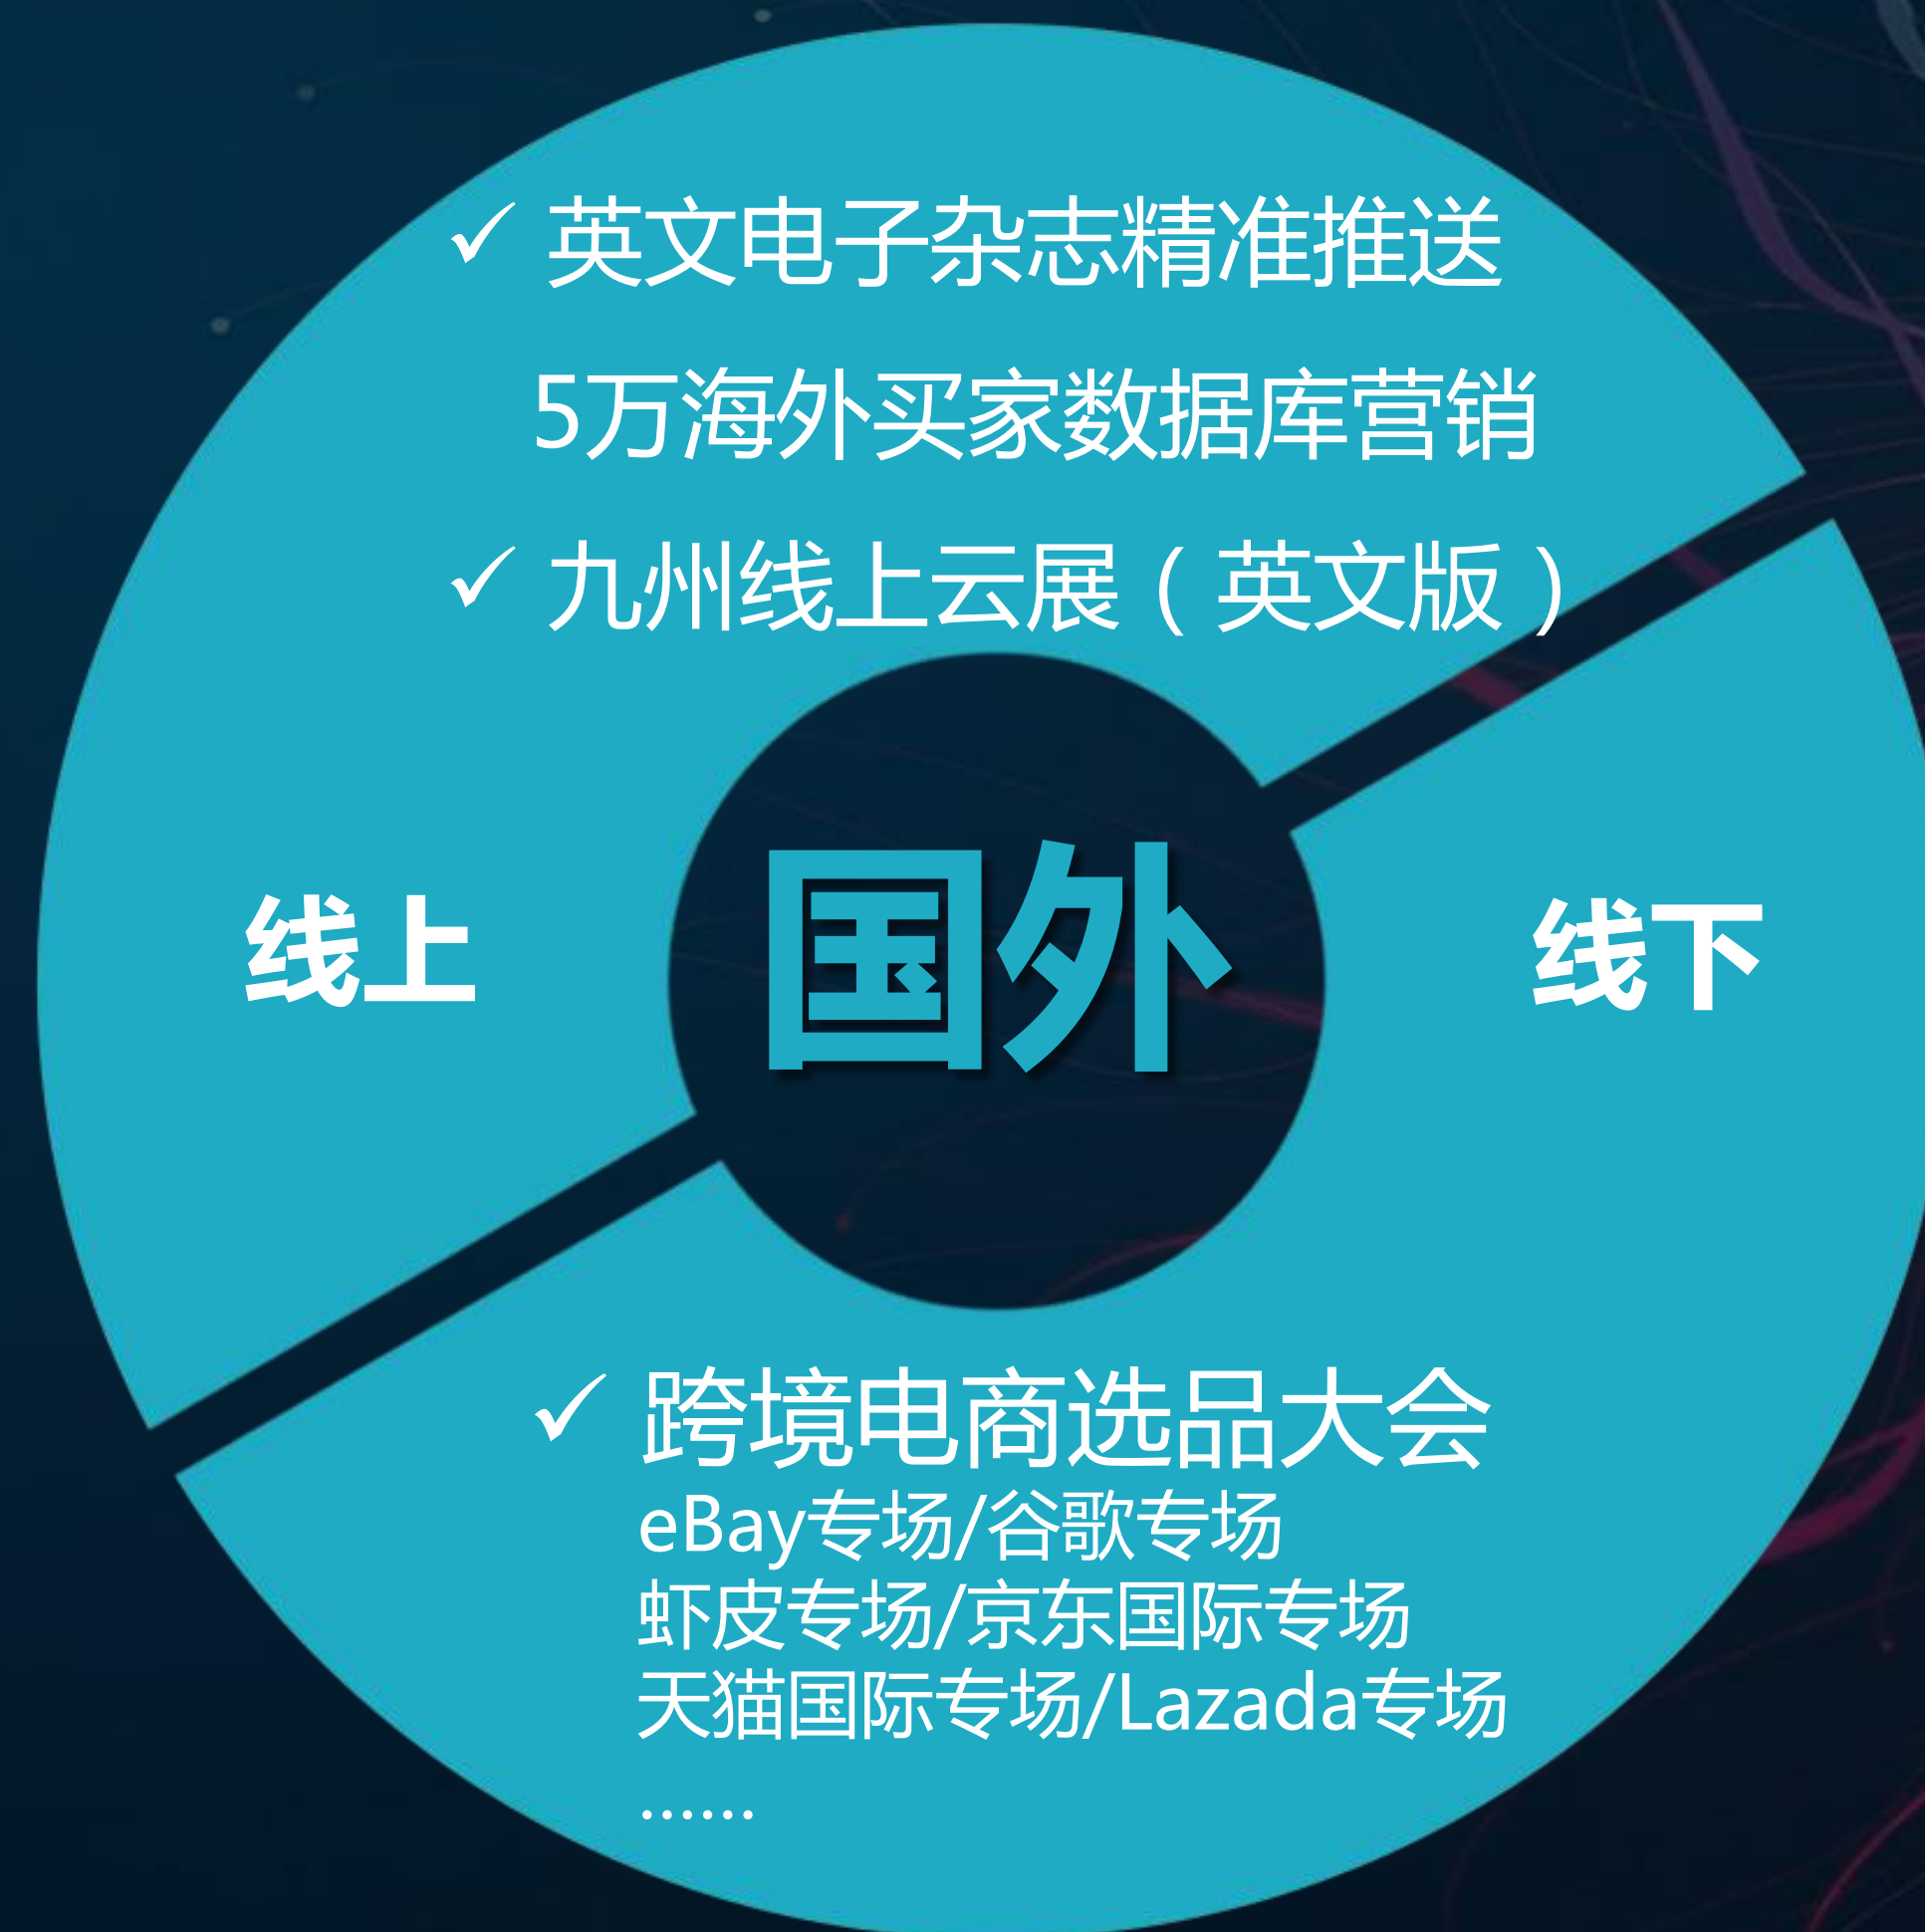 ✓ 英文电子杂志精准推送
5万海外买家数据库营销
✓ 九州线上云展（英文版）
线上
国外
线下
✓ 跨境电商选品大会
eBay专场/谷歌专场
虾皮专场/京东国际专场
天猫国际专场/Lazada专场
……